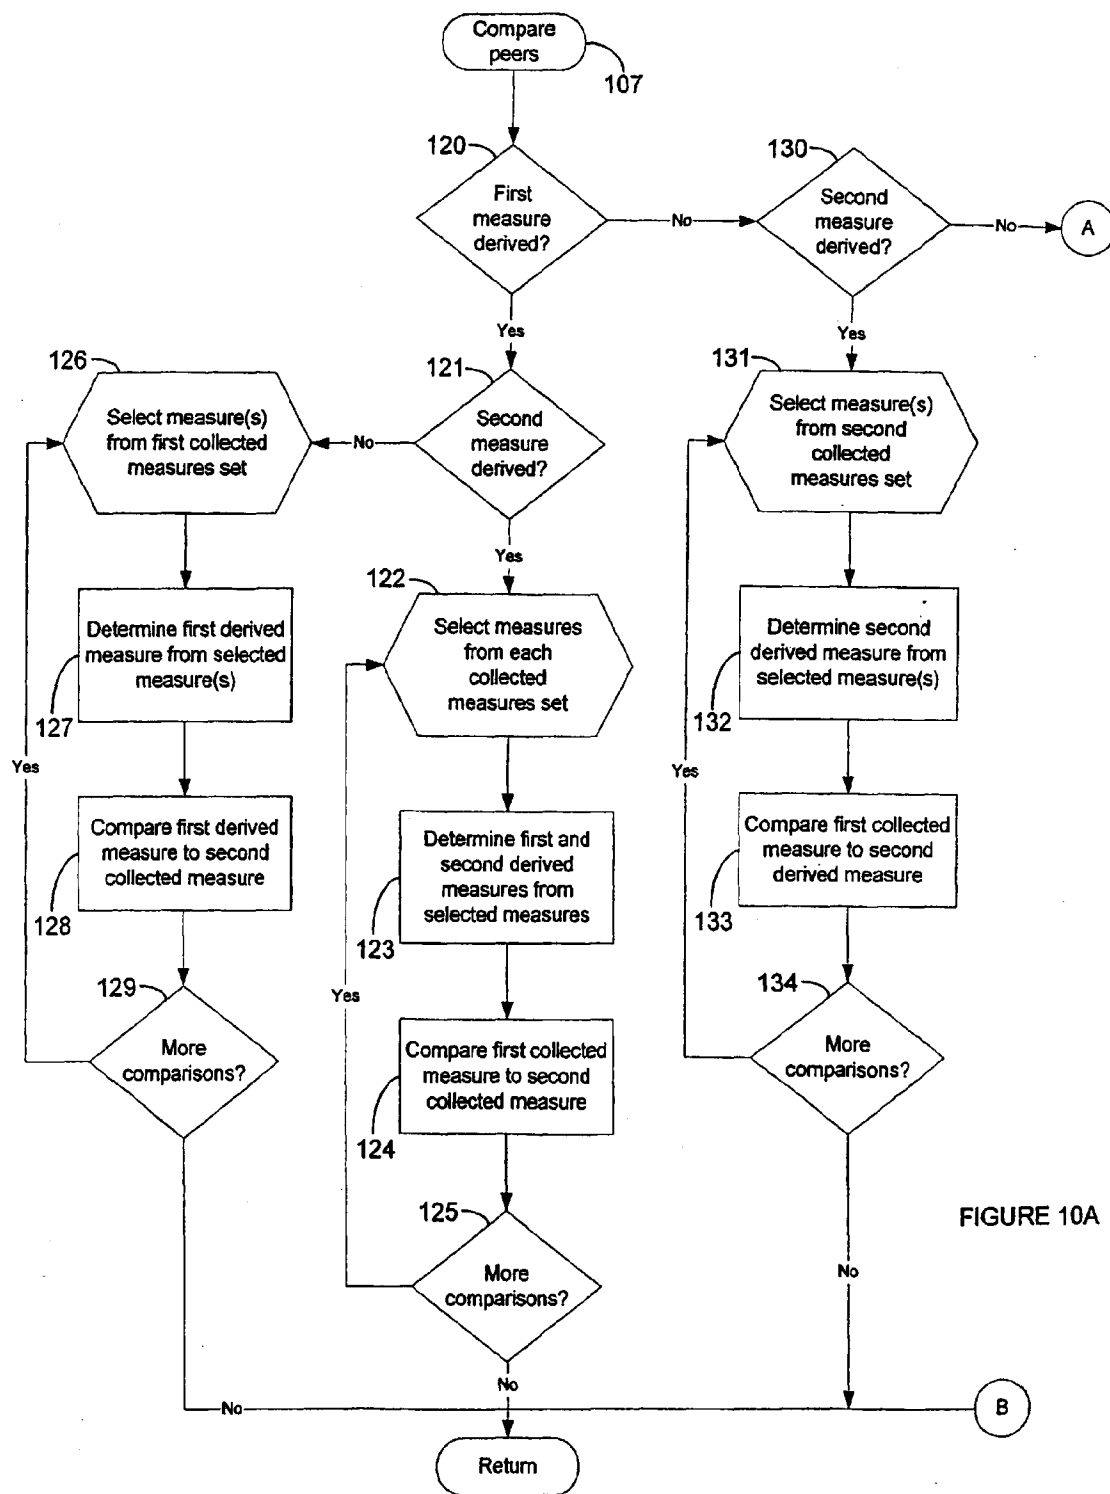 Compare
peers
107
120
First
measure
derived?
No
130
Second
measure
derived?
No
A
Yes
Yes
126
Select measure(s)
from first collected
measures set
No
121
Second
measure
derived?
131
Select measure(s)
from second
collected
measures set
Yes
122
Select measures
from each
collected
measures set
Determine first derived
measure from selected
measure(s)
127
Determine second
derived measure from
selected measure(s)
132
Yes
Yes
Compare first derived
measure to second
collected measure
128
Determine first and
second derived
measures from
selected measures
123
Compare first collected
measure to second
derived measure
133
129
More
comparisons?
Yes
134
More
comparisons?
Compare first collected
measure to second
collected measure
124
125
More
comparisons?
FIGURE 10A
No
No
No
B
Return